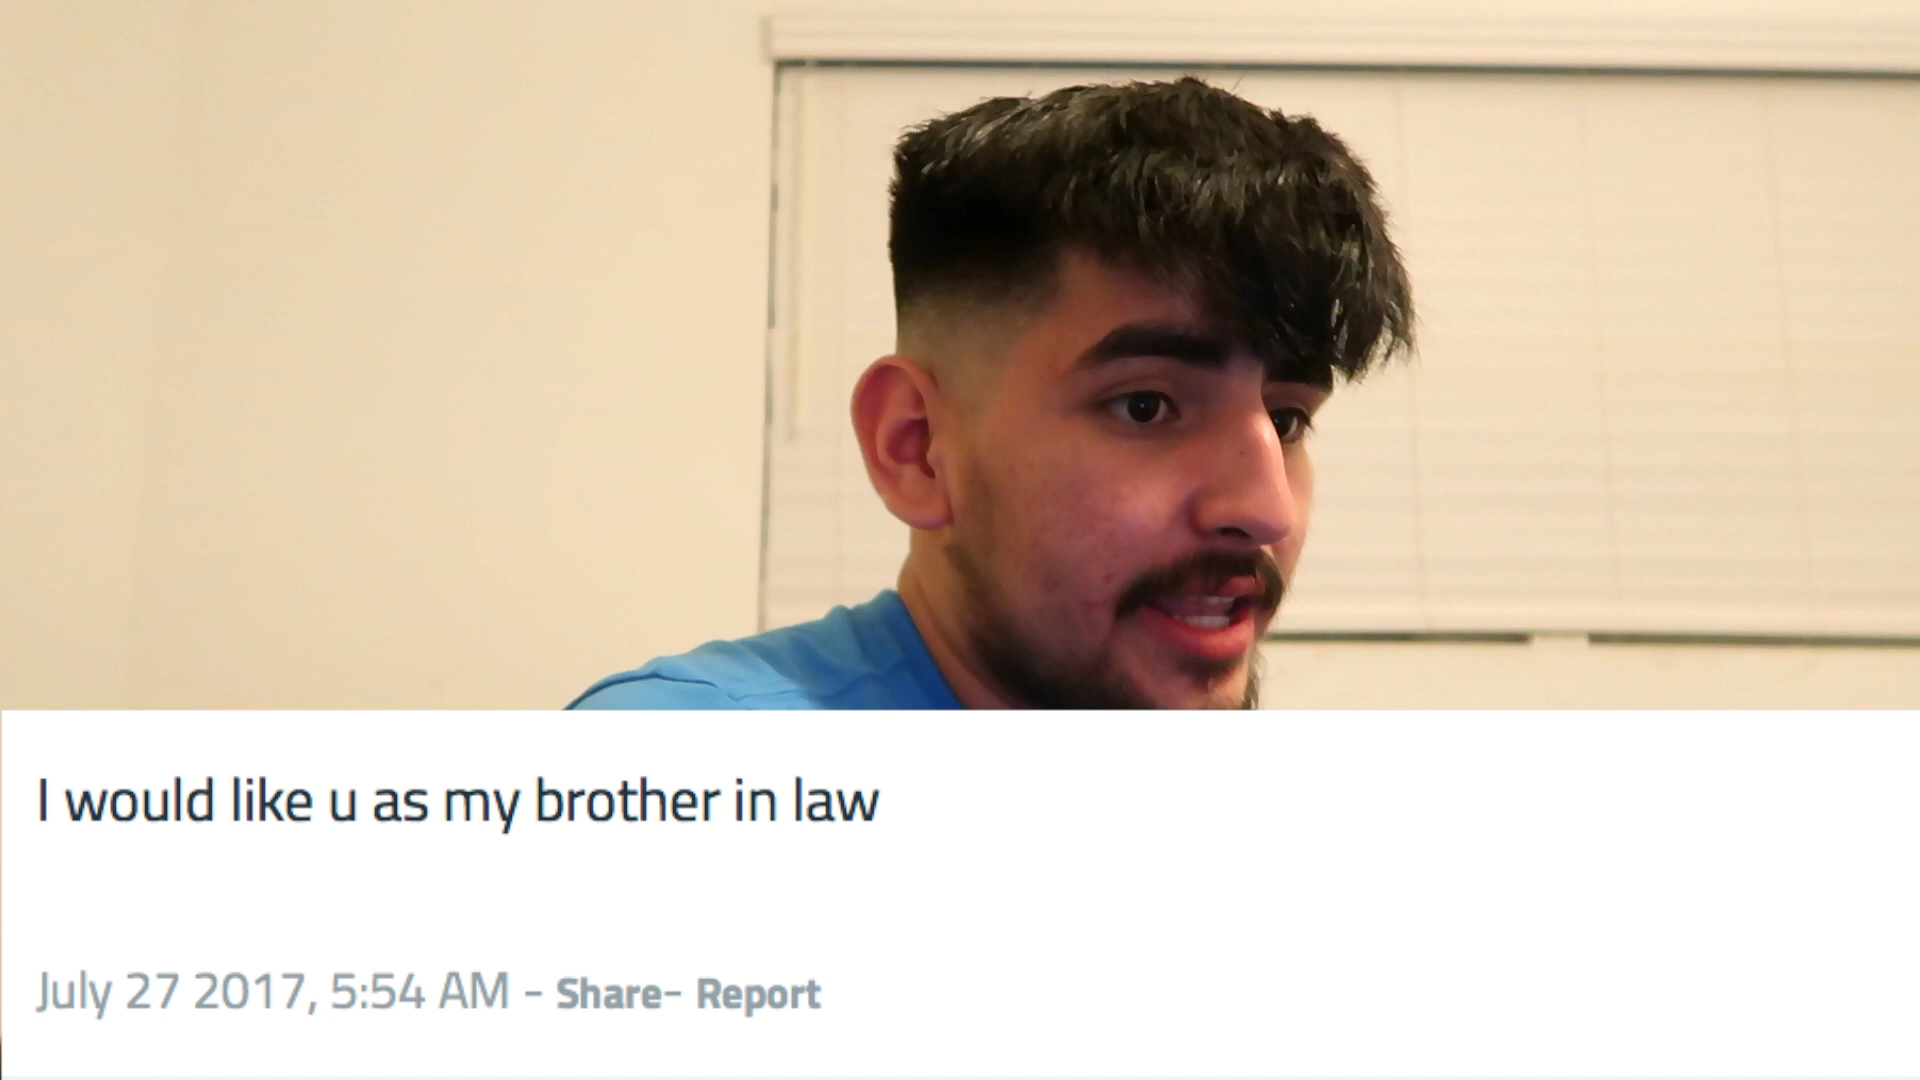 I would like u as my brother in law
July 27 2017, 5:54 AM - Share- Report